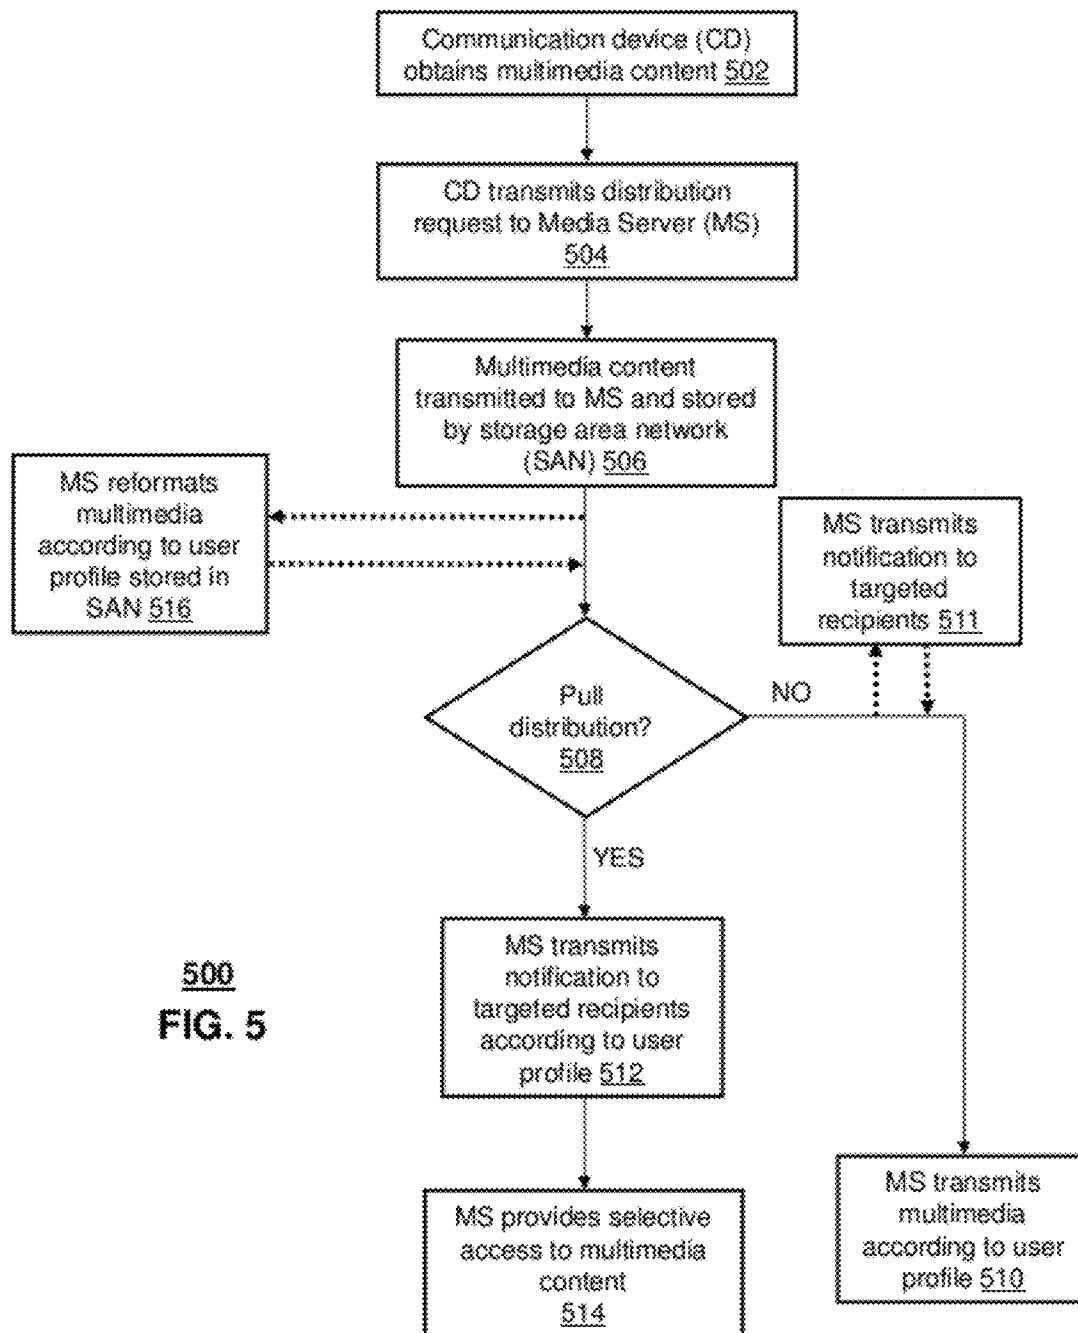 Communication device (CD)
obtains multimedia content 502
CD transmits distribution
request to Media Server (MS)
504
Multimedia content
transmitted to MS and stored
by storage area network
(SAN) 506
MS reformats
multimedia
according to user
profile stored in
SAN 516
MS transmits
notification to
targeted
recipients 511
Pull
distribution?
508
NO
YES
MS transmits
notification to
targeted recipients
according to user
profile 512
500
FIG. 5
MS provides selective
access to multimedia
content
514
MS transmits
multimedia
according to user
profile 510